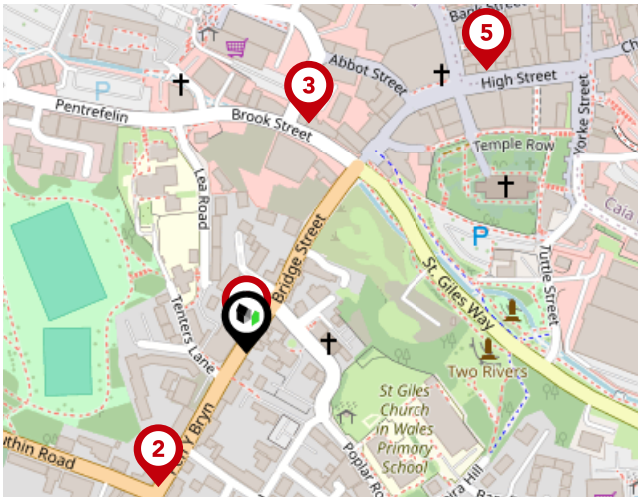 Bank Street
5
Abbot Street
High Street
3
P
Pentrefelin
Brook Street
Yorke Street
Temple Row
Lea Road
Caia
P
Bridge Street
Tuttle Street
St. Giles Way
Tenters Lane
Two Rivers
St Giles
Church
in Wales
Primary
School
Bryn
2
Road
Poplar
Hill